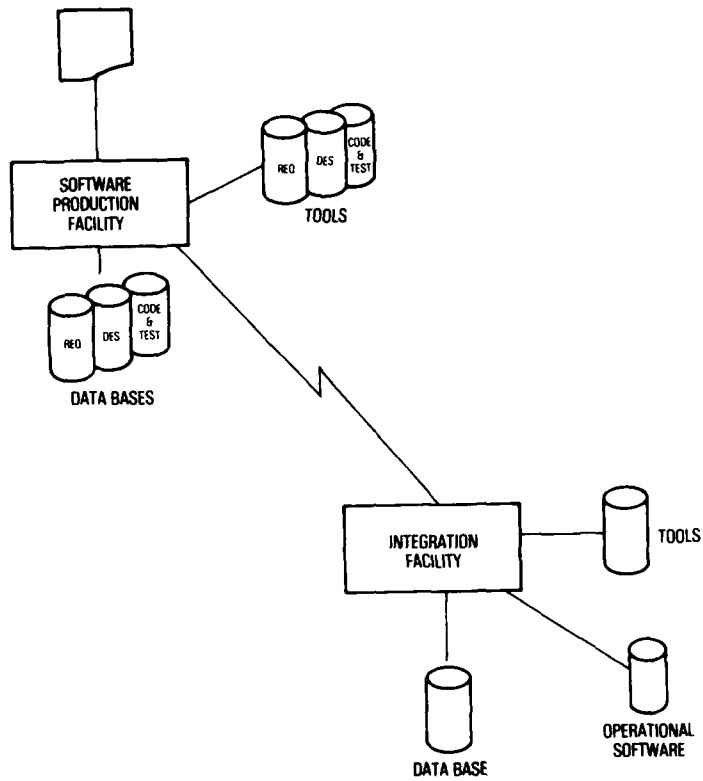 SOFTWARE
PRODUCTION
FACILITY
REQ
DES
CODE
&
TEST
TOOLS
REQ
DES
CODE
&
TEST
DATA BASES
INTEGRATION
FACILITY
TOOLS
OPERATIONAL
SOFTWARE
DATA BASE